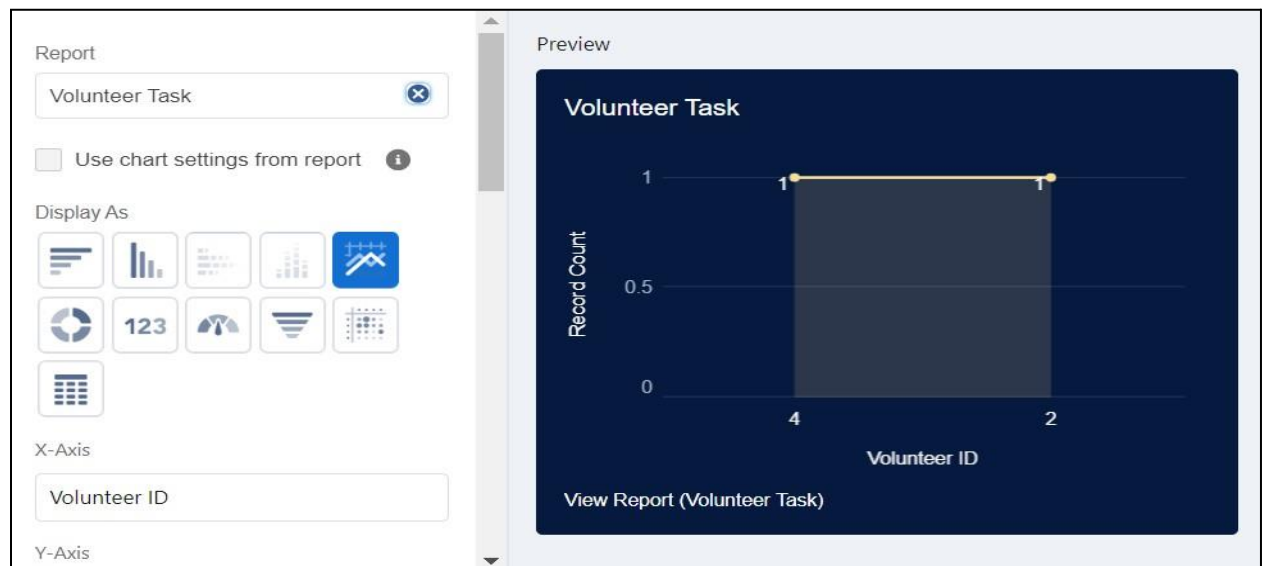 Report
Volunteer Task
Use chart settings from report
Display As
123
X-Axis
Volunteer ID
Y-Axis
Preview
Volunteer Task
Record Count
1
0.5
0
1
1
4
2
Volunteer ID
View Report (Volunteer Task)